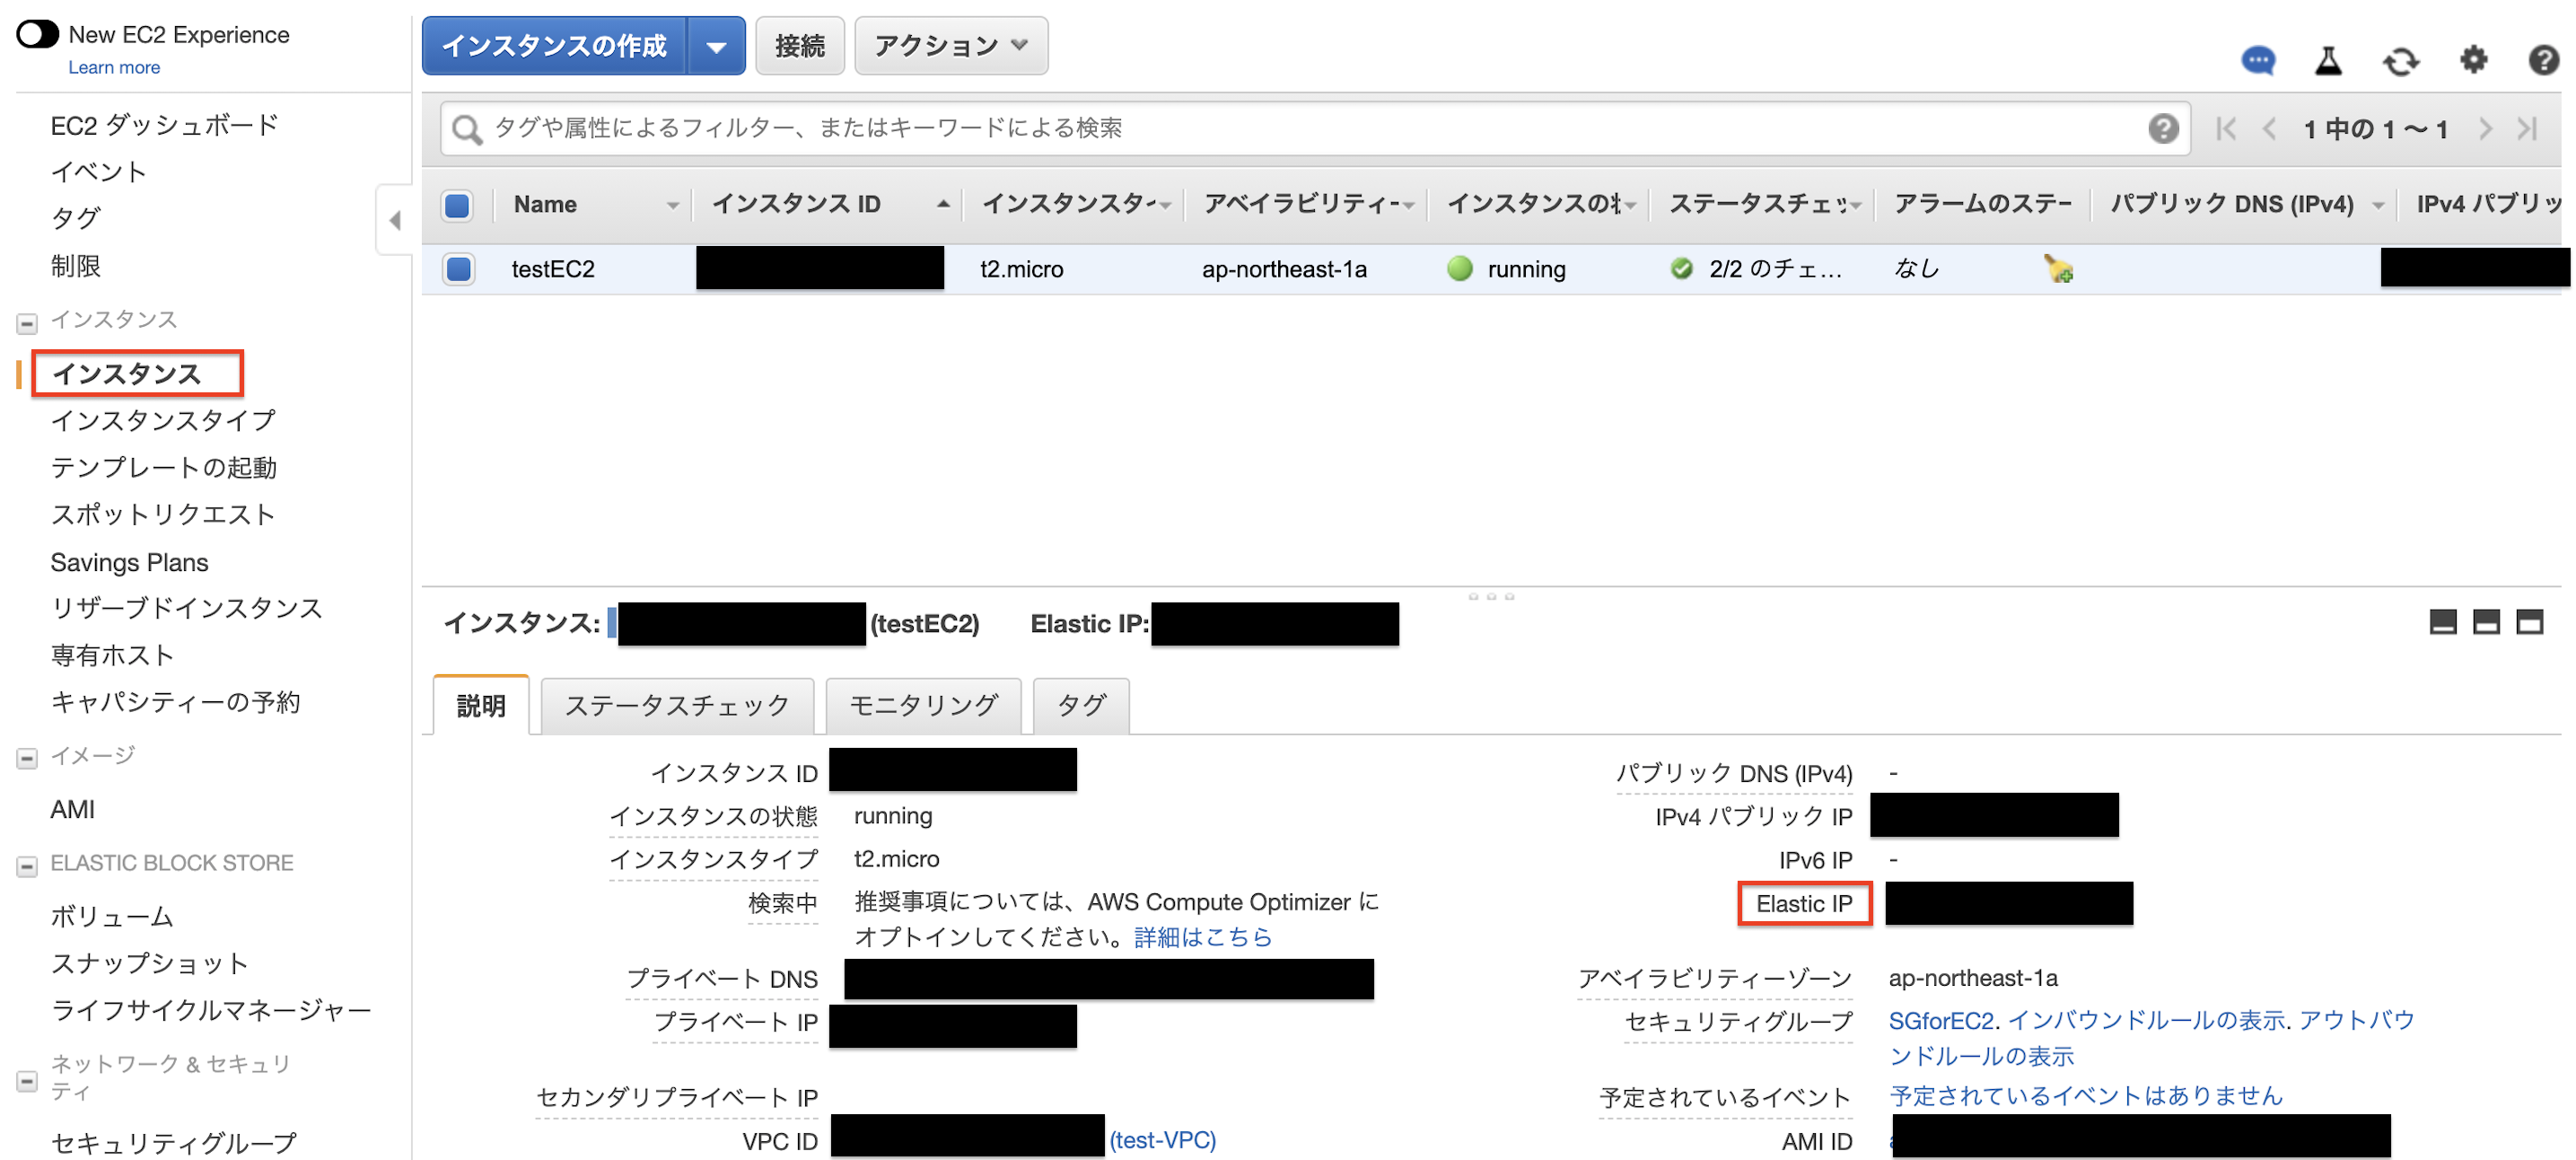 New EC2 Experience
Learn more
EC2 ダッシュボード
イベント
タグ
制限
インスタンス
インスタンス
インスタンスタイプ
テンプレートの起動
スポットリクエスト
Savings Plans
リザーブドインスタンス
専有ホスト
キャパシティーの予約
イメージ
AMI
ELASTIC BLOCK STORE
ボリューム
スナップショット
ライフサイクルマネージャー
ネットワーク & セキュリ
ティ
セキュリティグループ
インスタンスの作成 接続 アクション
タグや属性によるフィルター、またはキーワードによる検索 1 中の 1 ～ 1
Name インスタンス ID インスタンスタ アベイラビリティー インスタンスの ステータスチェッ アラームのステー パブリック DNS (IPv4) IPv4 パブリッ
testEC2 t2.micro ap-northeast-1a running 2/2 のチェ... なし
インスタンス: (testEC2) Elastic IP:
説明 ステータスチェック モニタリング タグ
インスタンス ID
インスタンスの状態 running
インスタンスタイプ t2.micro
検索中 推奨事項については、AWS Compute Optimizer に
オプトインしてください。詳細はこちら
プライベート DNS
プライベート IP
セカンダリプライベート IP
VPC ID (test-VPC)
パブリック DNS (IPv4) -
IPv4 パブリック IP
IPv6 IP -
Elastic IP
アベイラビリティーゾーン ap-northeast-1a
セキュリティグループ SGforEC2. インバウンドルールの表示. アウトバウ
ンドルールの表示
予定されているイベント 予定されているイベントはありません
AMI ID